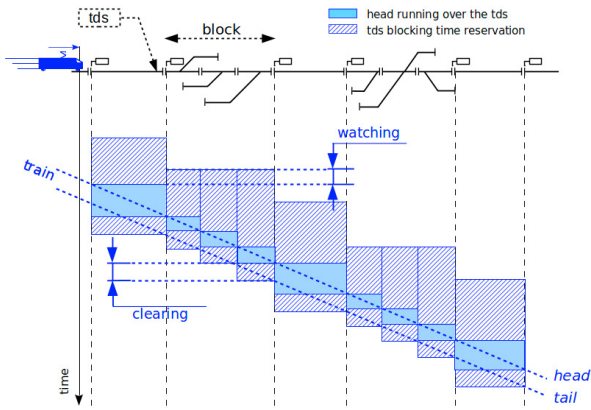 tds
block
head running over the tds
tds blocking time reservation
watching
train
clearing
time
head
tail